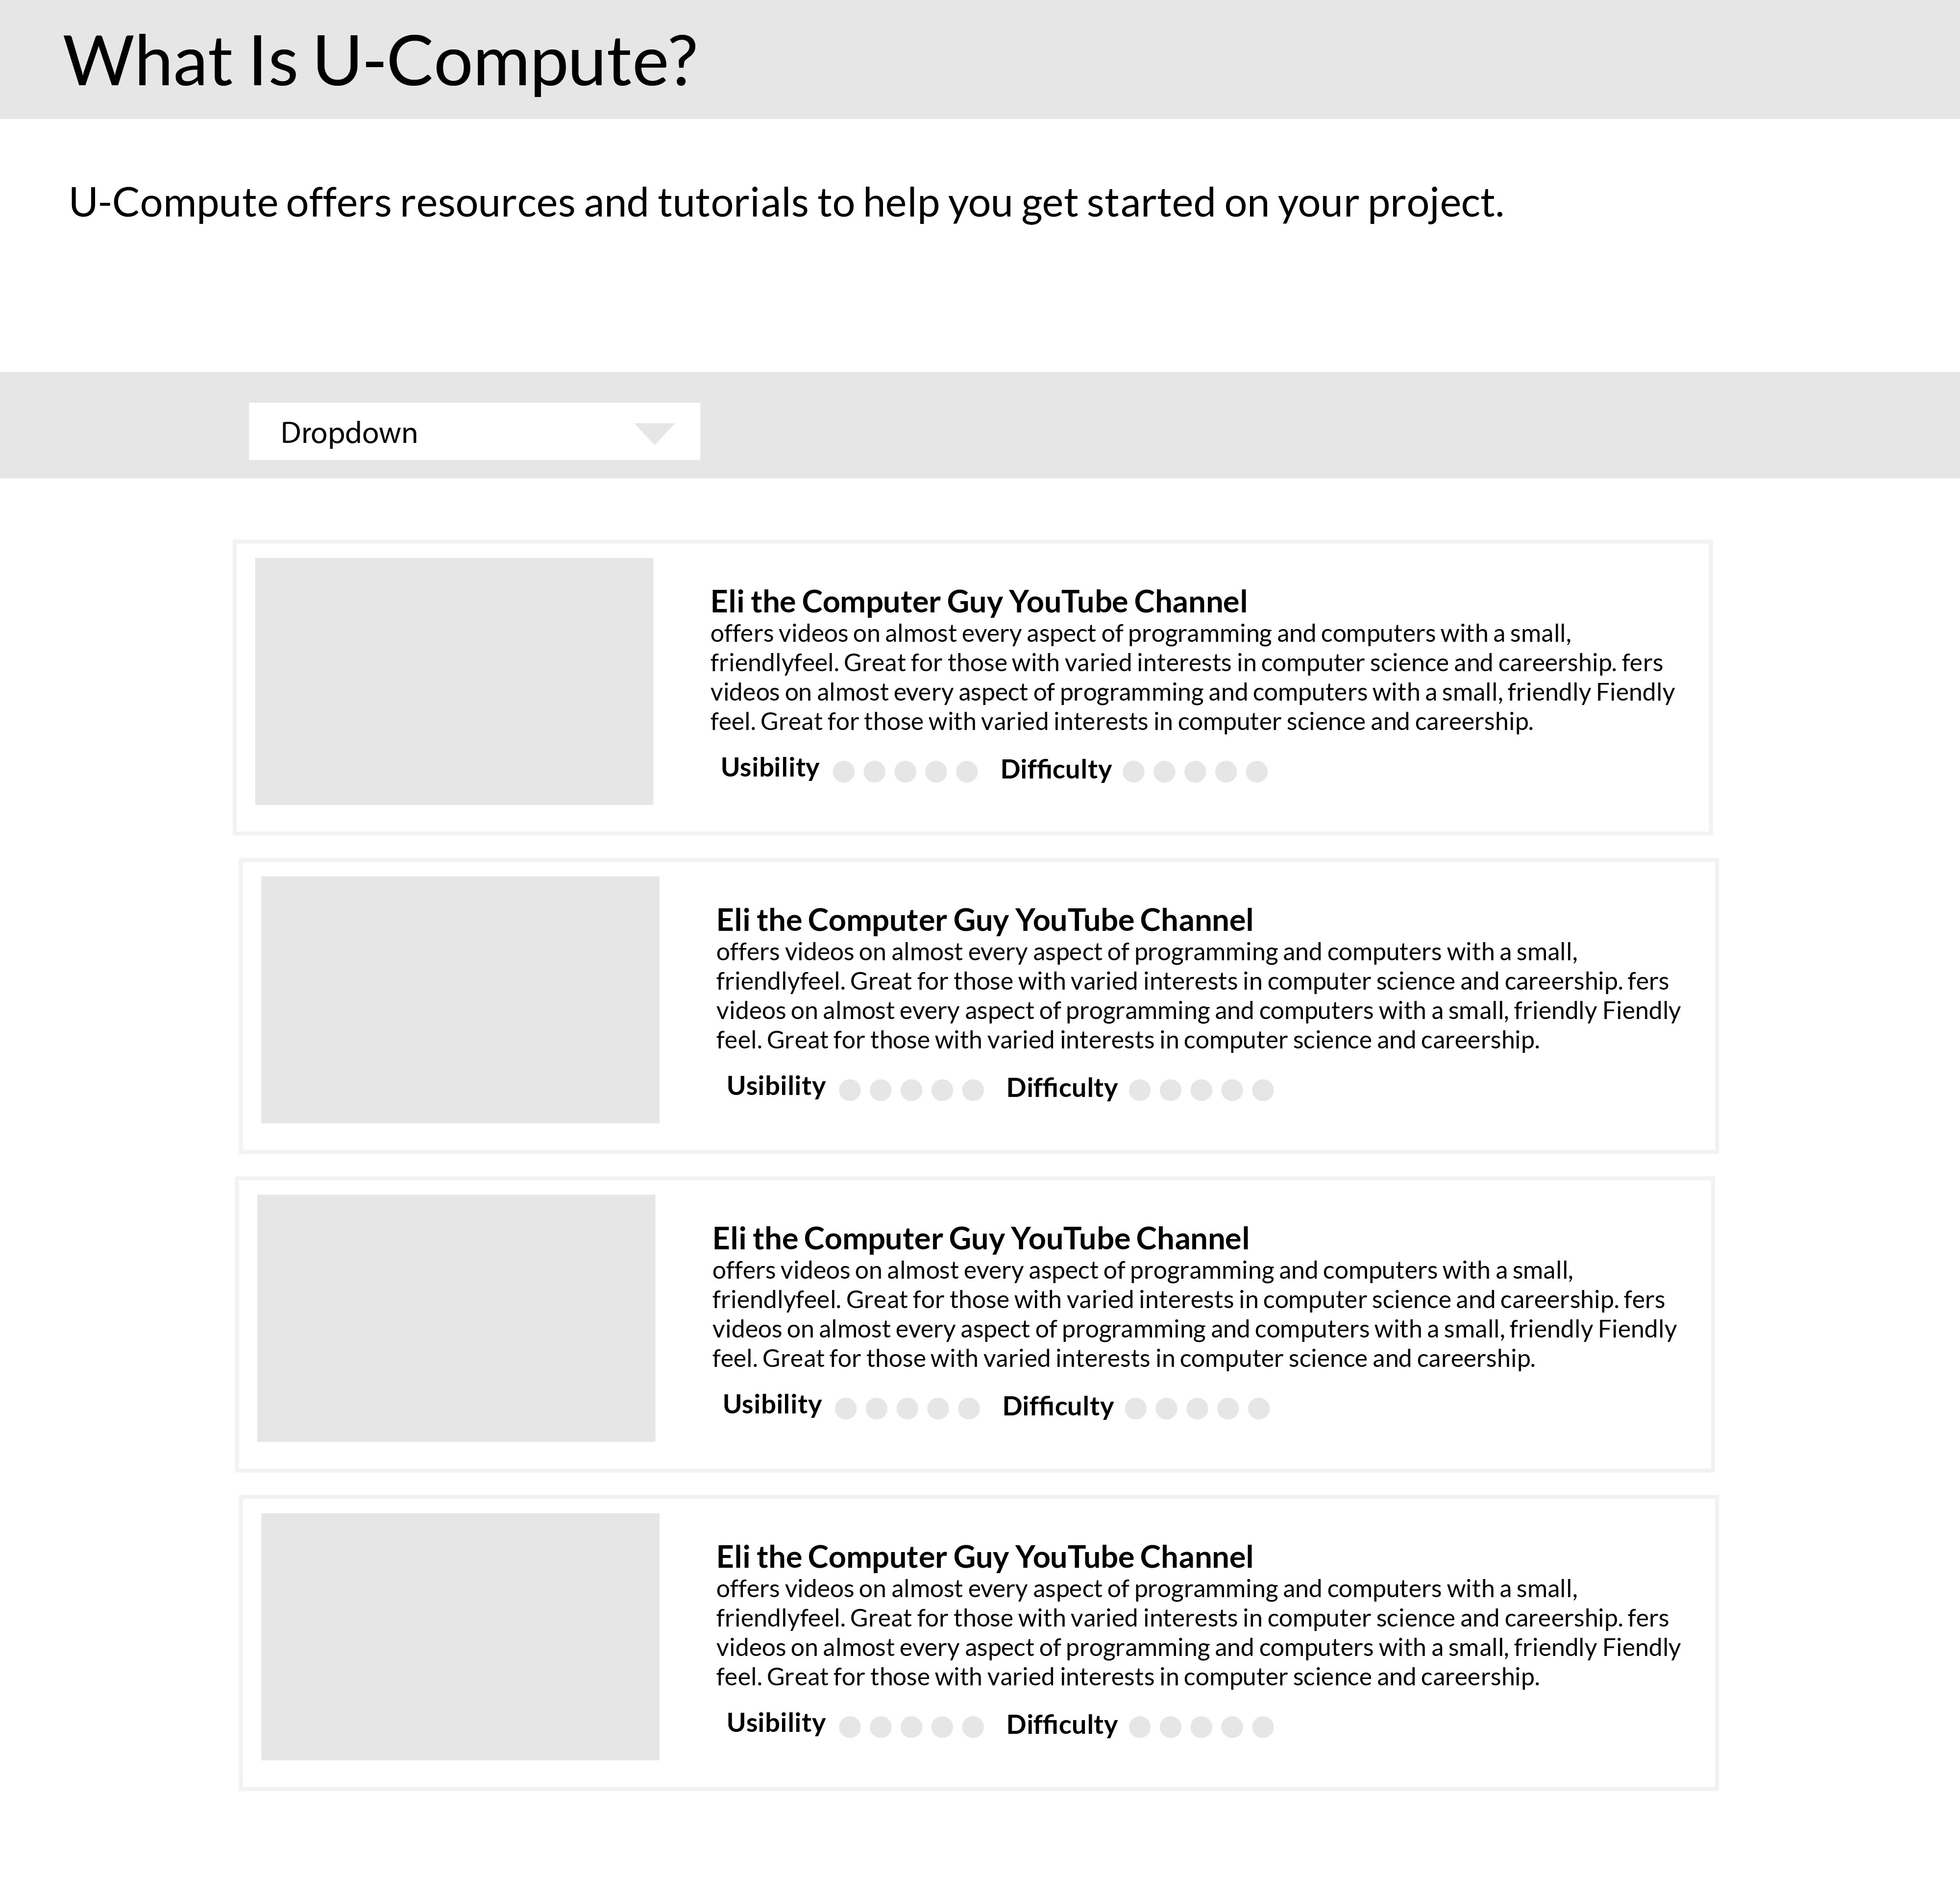 What Is U-Compute?
U-Compute offers resources and tutorials to help you get started on your project.
Dropdown
Eli the Computer Guy YouTube Channel
offers videos on almost every aspect of programming and computers with a small,
friendlyfeel. Great for those with varied interests in computer science and careership. fers
videos on almost every aspect of programming and computers with a small, friendly Fiendly
feel. Great for those with varied interests in computer science and careership.
Usibility Difficulty
Eli the Computer Guy YouTube Channel
offers videos on almost every aspect of programming and computers with a small,
friendlyfeel. Great for those with varied interests in computer science and careership. fers
videos on almost every aspect of programming and computers with a small, friendly Fiendly
feel. Great for those with varied interests in computer science and careership.
Usibility Difficulty
Eli the Computer Guy YouTube Channel
offers videos on almost every aspect of programming and computers with a small,
friendlyfeel. Great for those with varied interests in computer science and careership. fers
videos on almost every aspect of programming and computers with a small, friendly Fiendly
feel. Great for those with varied interests in computer science and careership.
Usibility Difficulty
Eli the Computer Guy YouTube Channel
offers videos on almost every aspect of programming and computers with a small,
friendlyfeel. Great for those with varied interests in computer science and careership. fers
videos on almost every aspect of programming and computers with a small, friendly Fiendly
feel. Great for those with varied interests in computer science and careership.
Usibility Difficulty